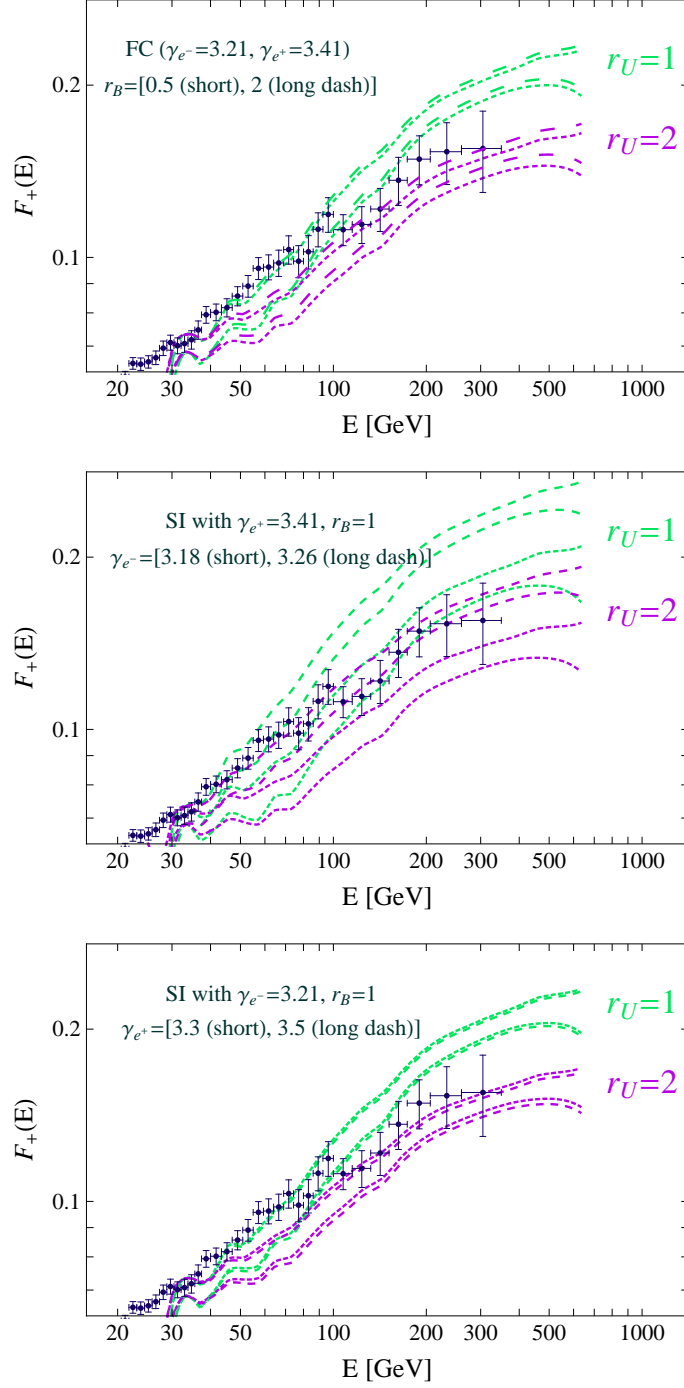 FC (γe⁻=3.21, γe⁺=3.41)
rB=[0.5 (short), 2 (long dash)]
rU=1
rU=2
0.2
0.1
F₊(E)
20 30 50 100 200 300 500 1000
E [GeV]
SI with γe⁺=3.41, rB=1
γe⁻=[3.18 (short), 3.26 (long dash)]
rU=1
rU=2
0.2
0.1
F₊(E)
20 30 50 100 200 300 500 1000
E [GeV]
SI with γe⁻=3.21, rB=1
γe⁺=[3.3 (short), 3.5 (long dash)]
rU=1
rU=2
0.2
0.1
F₊(E)
20 30 50 100 200 300 500 1000
E [GeV]